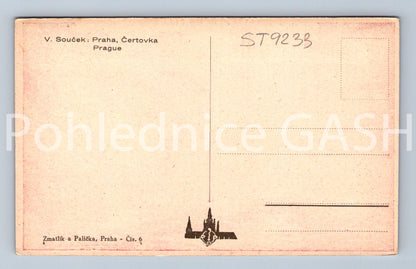 V. Souček: Praha, Čertovka
Prague
ST9233
Pohlednice GASH
Zmatlík a Palička, Praha - Čís. 6